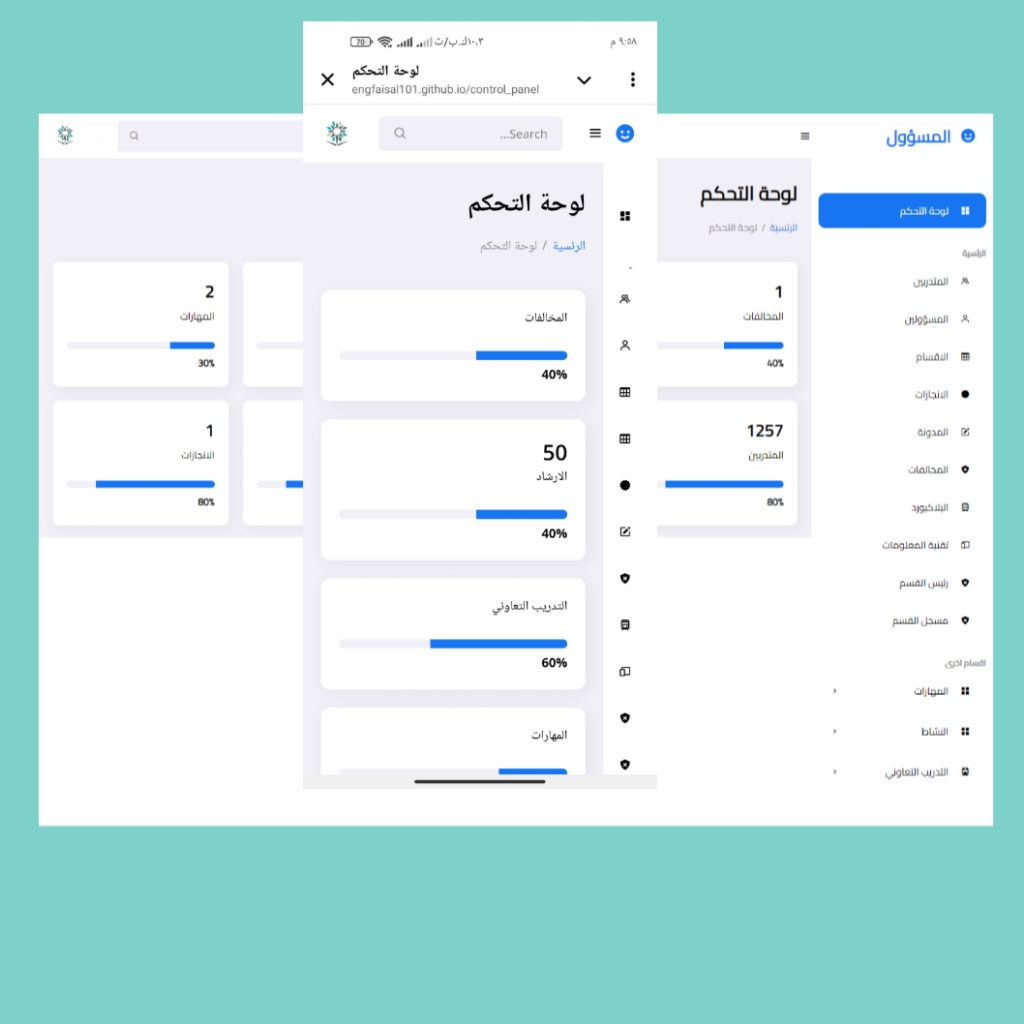 70
١٠,٣ك.ب/ت
٩:٥٨ م
لوحة التحكم
engfaisal101.github.io/control_panel
Search...
لوحة التحكم
الرئسية / لوحة التحكم
المخالفات
40%
50
الارشاد
40%
التدريب التعاوني
60%
المهارات
المسؤول
لوحة التحكم
الرئسية
المتدربين
المسؤولين
الاقسام
الانجازات
المدونة
المخالفات
البلاكبورد
تقنية المعلومات
رئيس القسم
مسجل القسم
اقسام اخرى
المهارات
النشاط
التدريب التعاوني
لوحة التحكم
الرئسية / لوحة التحكم
1
المخالفات
40%
1257
المتدربين
80%
2
المهارات
30%
1
الانجازات
80%